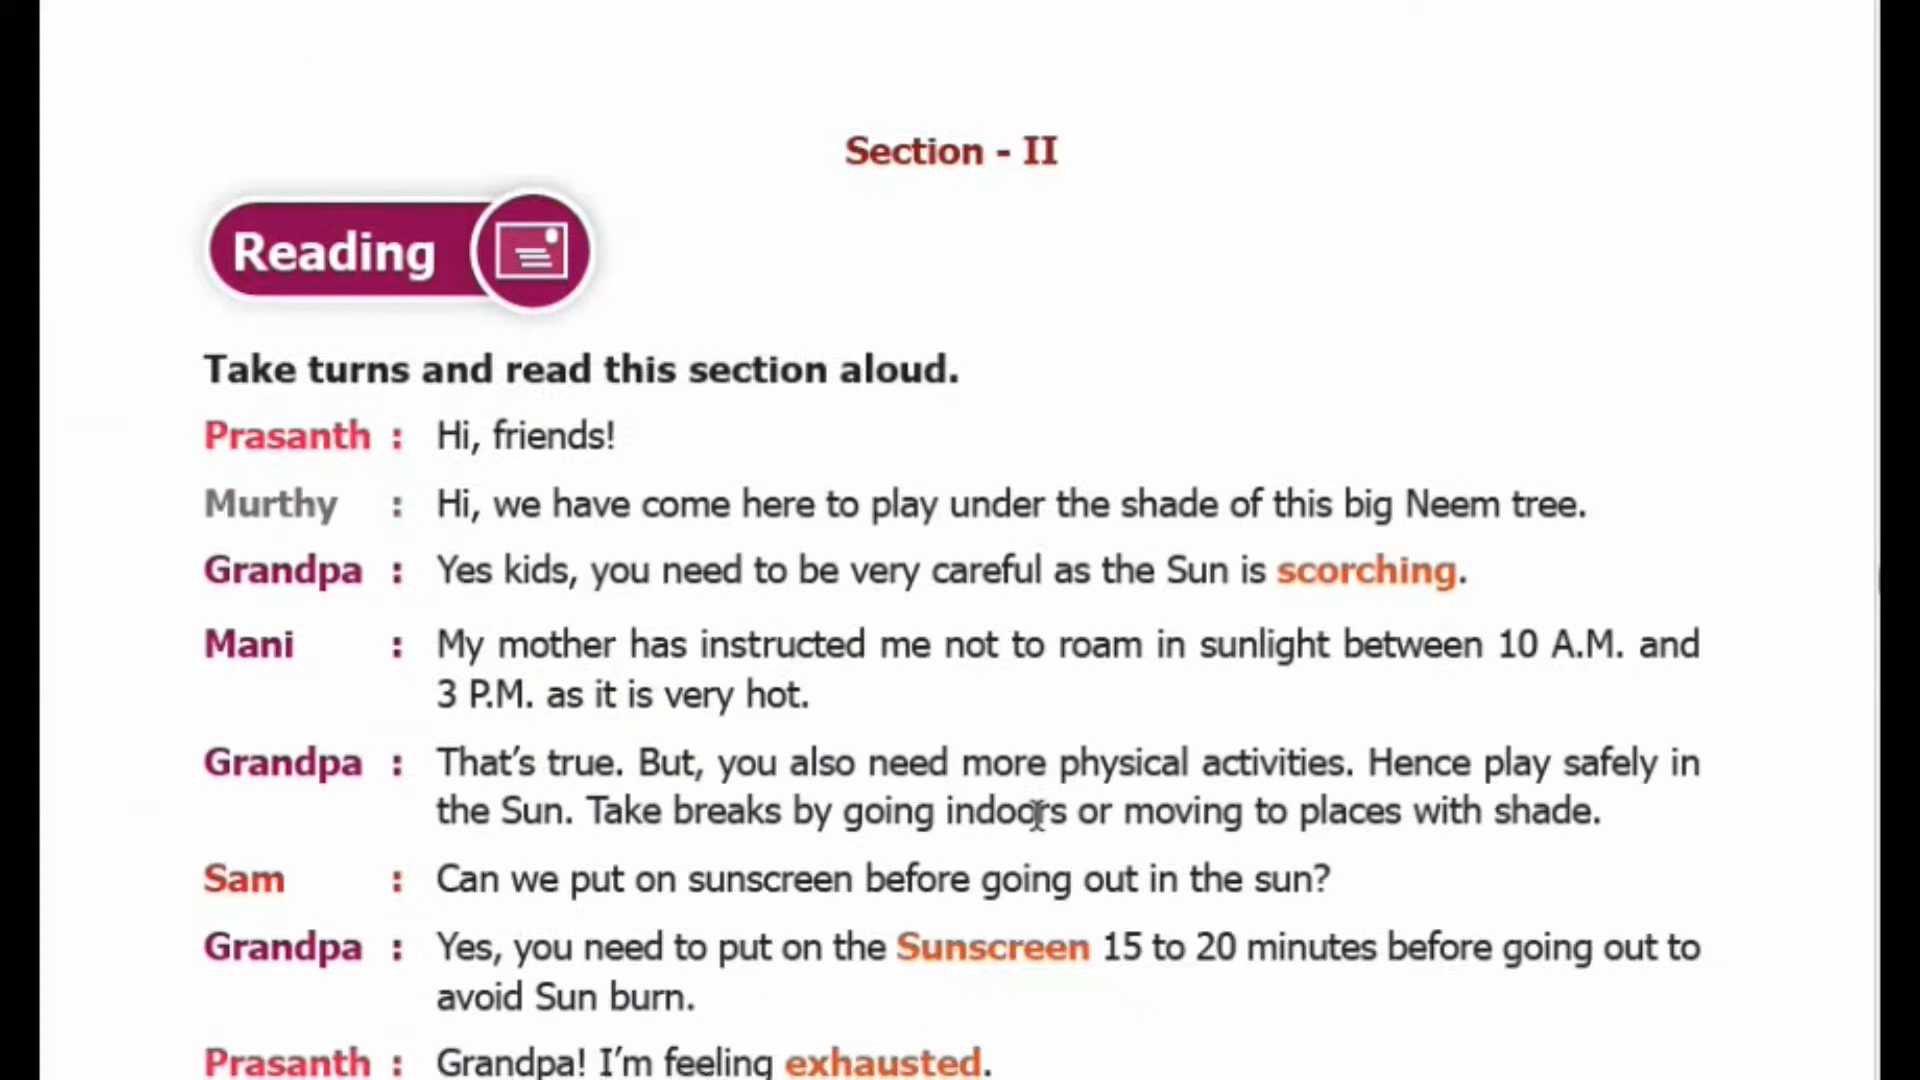 Section - II
Reading
Take turns and read this section aloud.
Prasanth : Hi, friends!
Murthy : Hi, we have come here to play under the shade of this big Neem tree.
Grandpa : Yes kids, you need to be very careful as the Sun is scorching.
Mani : My mother has instructed me not to roam in sunlight between 10 A.M. and
3 P.M. as it is very hot.
Grandpa : That's true. But, you also need more physical activities. Hence play safely in
the Sun. Take breaks by going indoors or moving to places with shade.
Sam : Can we put on sunscreen before going out in the sun?
Grandpa : Yes, you need to put on the Sunscreen 15 to 20 minutes before going out to
avoid Sun burn.
Prasanth : Grandpa! I'm feeling exhausted.